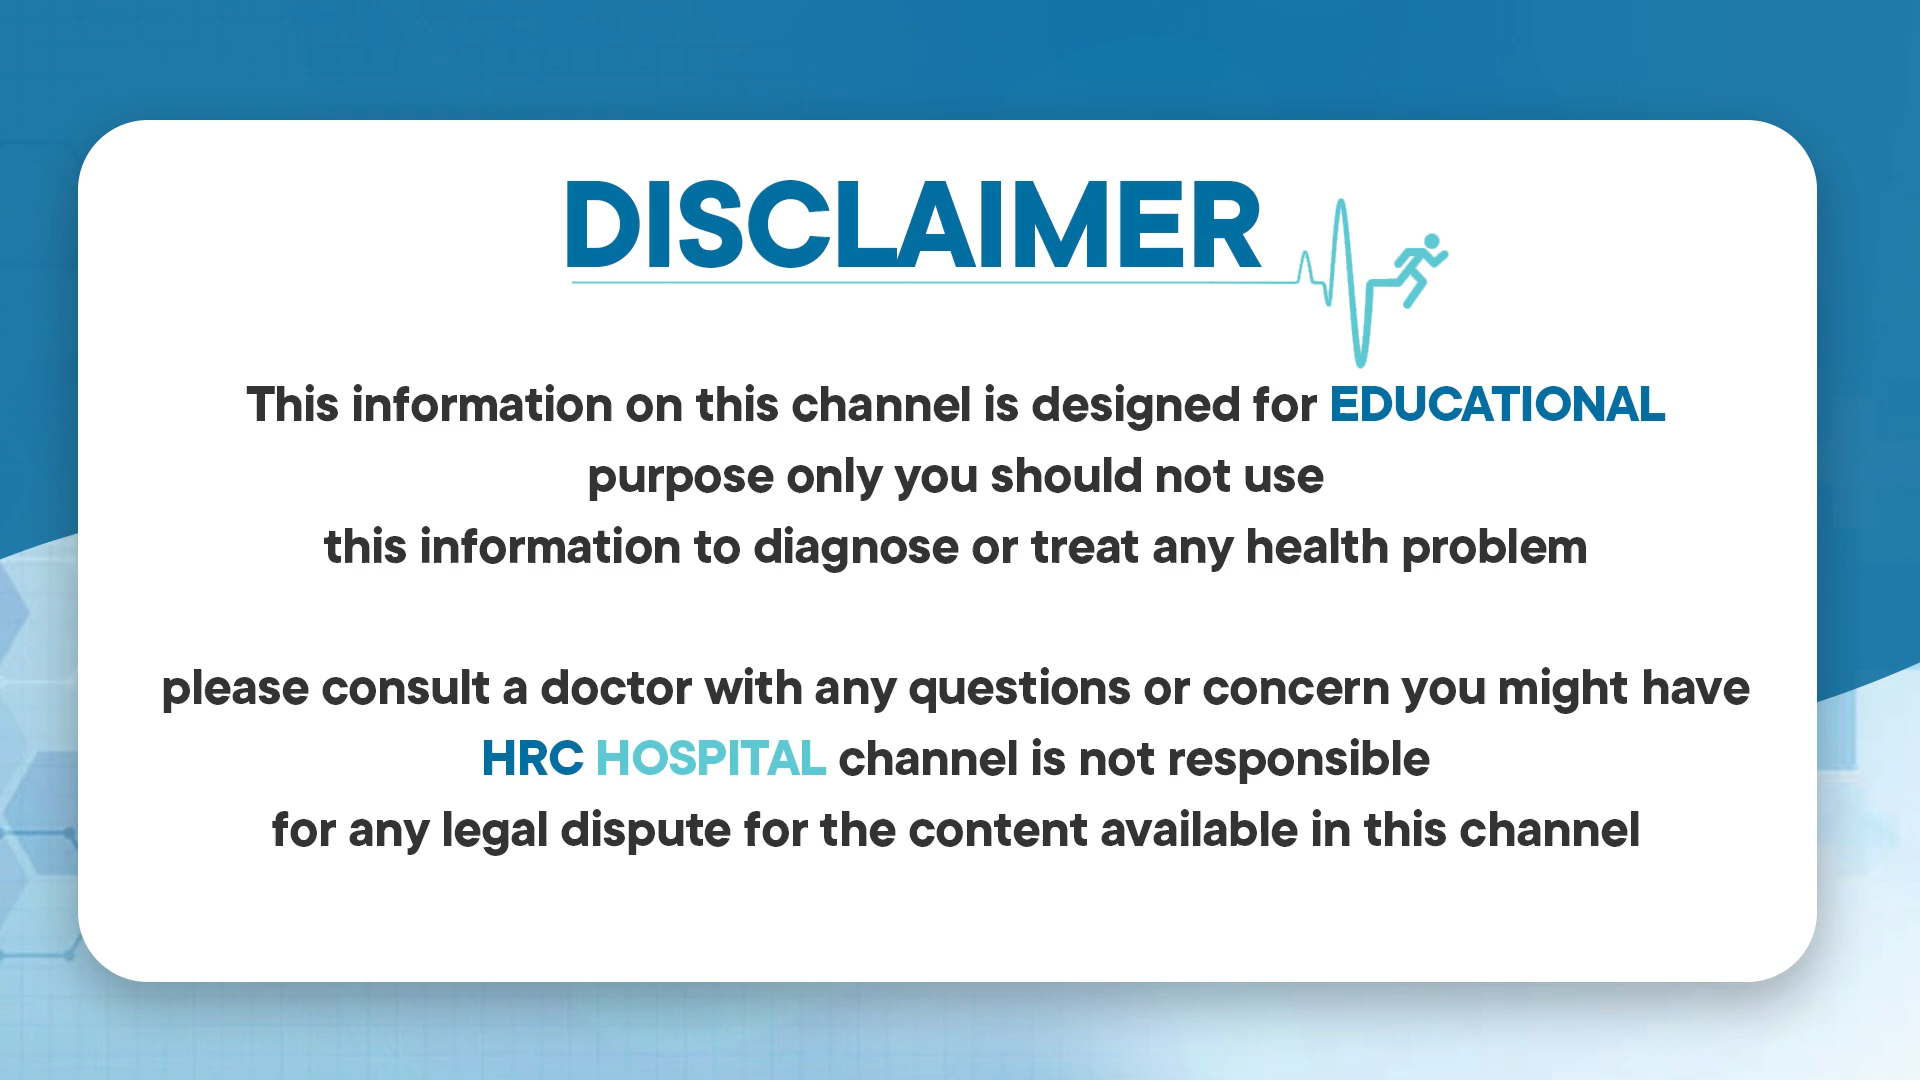 DISCLAIMER
This information on this channel is designed for EDUCATIONAL
purpose only you should not use
this information to diagnose or treat any health problem
please consult a doctor with any questions or concern you might have
HRC HOSPITAL channel is not responsible
for any legal dispute for the content available in this channel